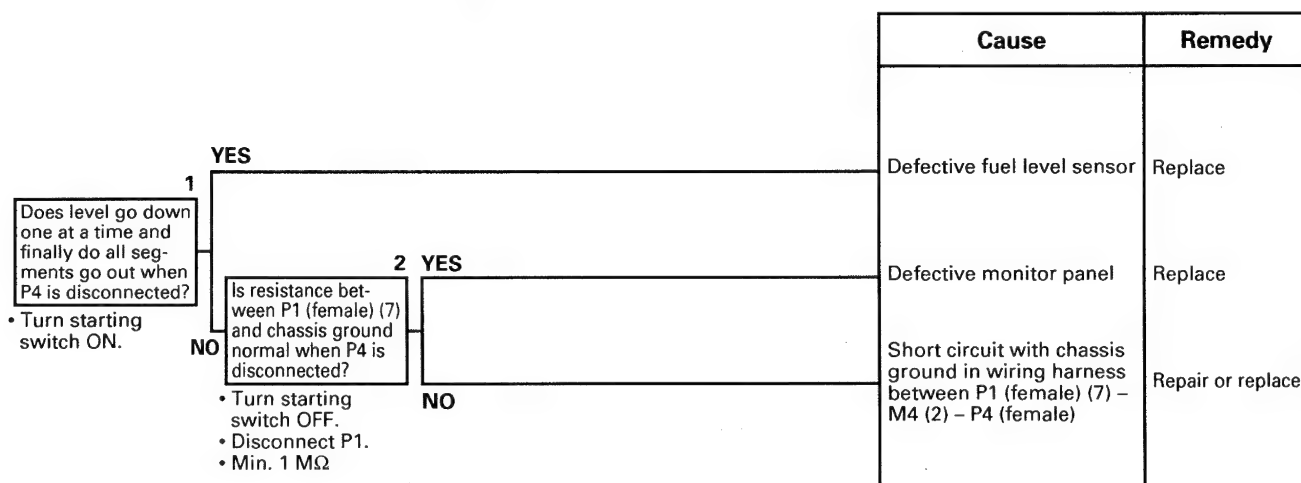 Cause
Remedy
YES
1
Defective fuel level sensor
Replace
Does level go down
one at a time and
finally do all seg-
ments go out when
P4 is disconnected?
• Turn starting
switch ON.
NO
2
YES
Defective monitor panel
Replace
Is resistance bet-
ween P1 (female) (7)
and chassis ground
normal when P4 is
disconnected?
• Turn starting
switch OFF.
• Disconnect P1.
• Min. 1 MΩ
NO
Short circuit with chassis
ground in wiring harness
between P1 (female) (7) –
M4 (2) – P4 (female)
Repair or replace